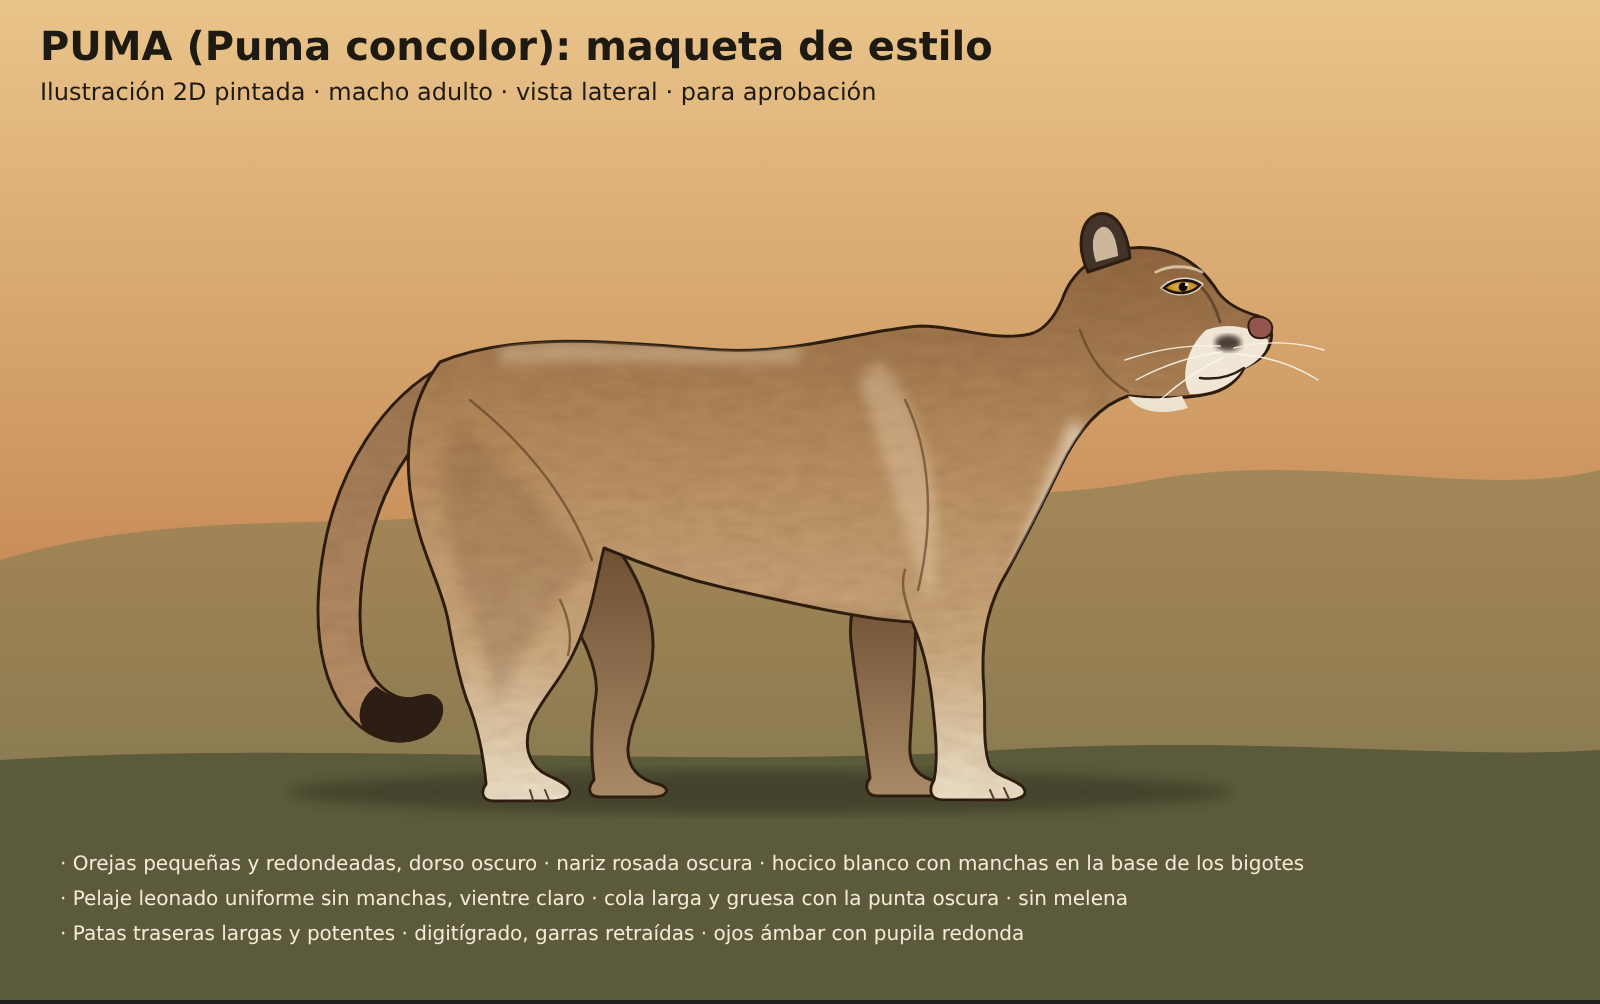 PUMA (Puma concolor): maqueta de estilo
Ilustración 2D pintada · macho adulto · vista lateral · para aprobación
· Orejas pequeñas y redondeadas, dorso oscuro · nariz rosada oscura · hocico blanco con manchas en la base de los bigotes
· Pelaje leonado uniforme sin manchas, vientre claro · cola larga y gruesa con la punta oscura · sin melena
· Patas traseras largas y potentes · digitígrado, garras retraídas · ojos ámbar con pupila redonda